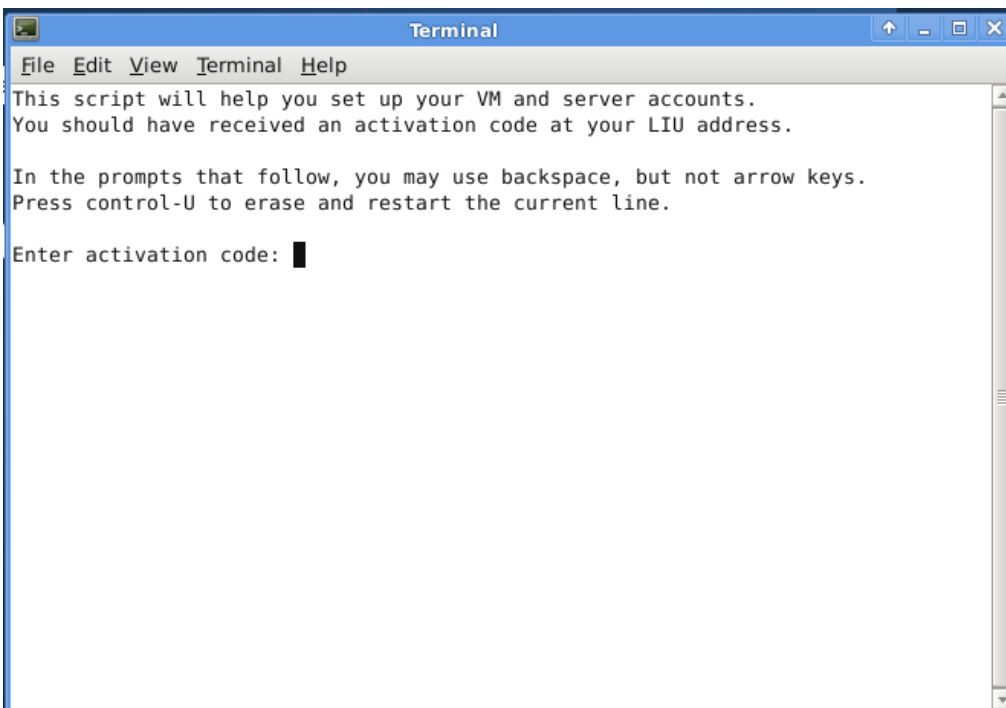 Terminal
File Edit View Terminal Help
This script will help you set up your VM and server accounts.
You should have received an activation code at your LIU address.
In the prompts that follow, you may use backspace, but not arrow keys.
Press control-U to erase and restart the current line.
Enter activation code: